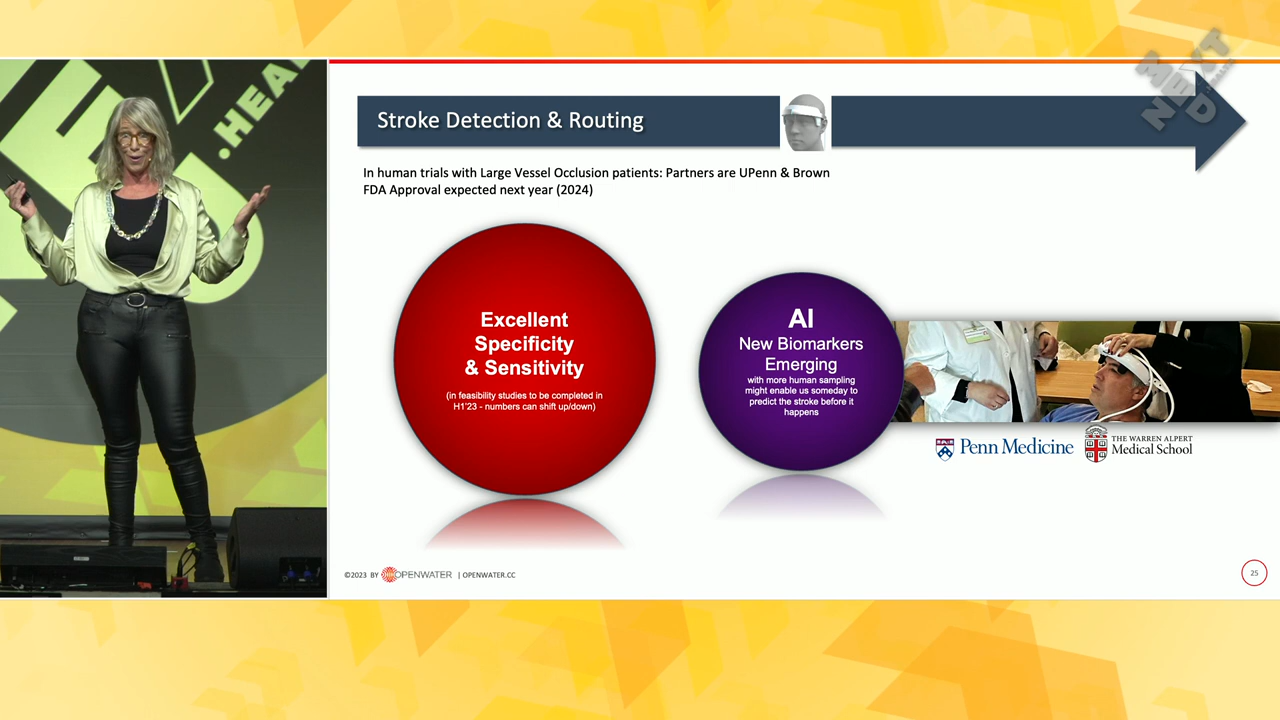 .HEAL
NEXT
MED
Stroke Detection & Routing
In human trials with Large Vessel Occlusion patients: Partners are UPenn & Brown
FDA Approval expected next year (2024)
Excellent
Specificity
& Sensitivity
(in feasibility studies to be completed in
H1'23 - numbers can shift up/down)
AI
New Biomarkers
Emerging
with more human sampling
might enable us someday to
predict the stroke before it
happens
Penn Medicine
THE WARREN ALPERT
Medical School
©2023 BY OPENWATER | OPENWATER.CC
25